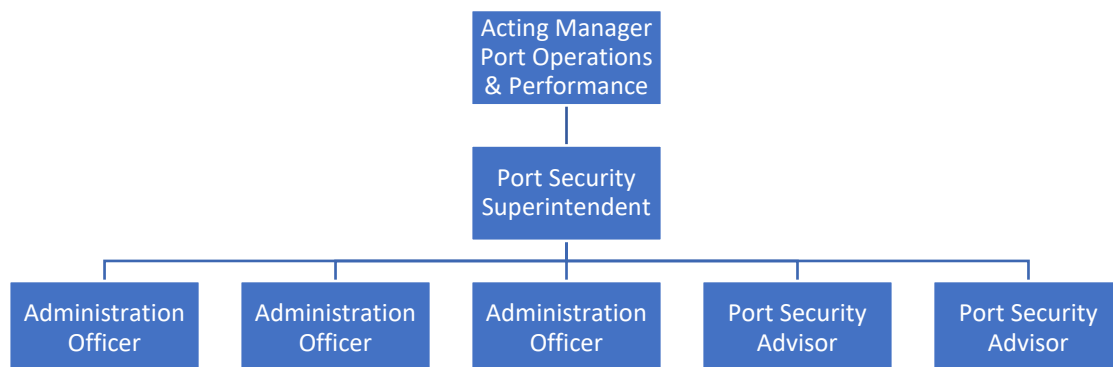 Acting Manager
Port Operations
& Performance
Port Security
Superintendent
Administration
Officer
Administration
Officer
Administration
Officer
Port Security
Advisor
Port Security
Advisor